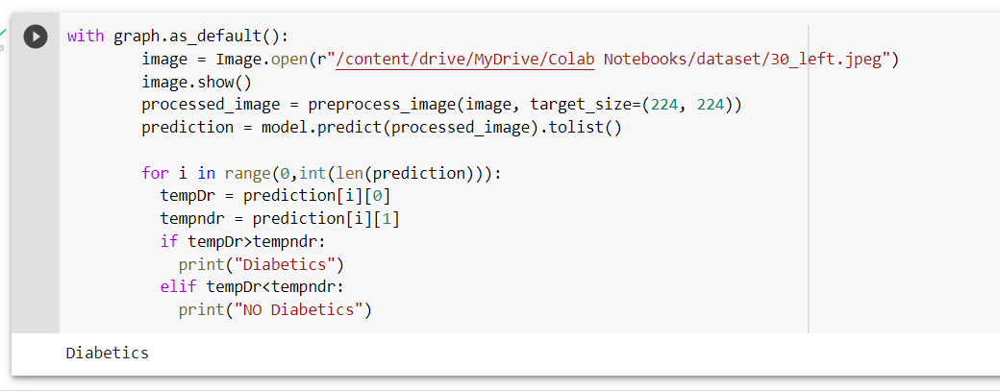 with graph.as_default():
image = Image.open(r"/content/drive/MyDrive/Colab Notebooks/dataset/30_left.jpeg")
image.show()
processed_image = preprocess_image(image, target_size=(224, 224))
prediction = model.predict(processed_image).tolist()
for i in range(0,int(len(prediction))):
tempDr = prediction[i][0]
tempndr = prediction[i][1]
if tempDr>tempndr:
print("Diabetics")
elif tempDr<tempndr:
print("NO Diabetics")
Diabetics